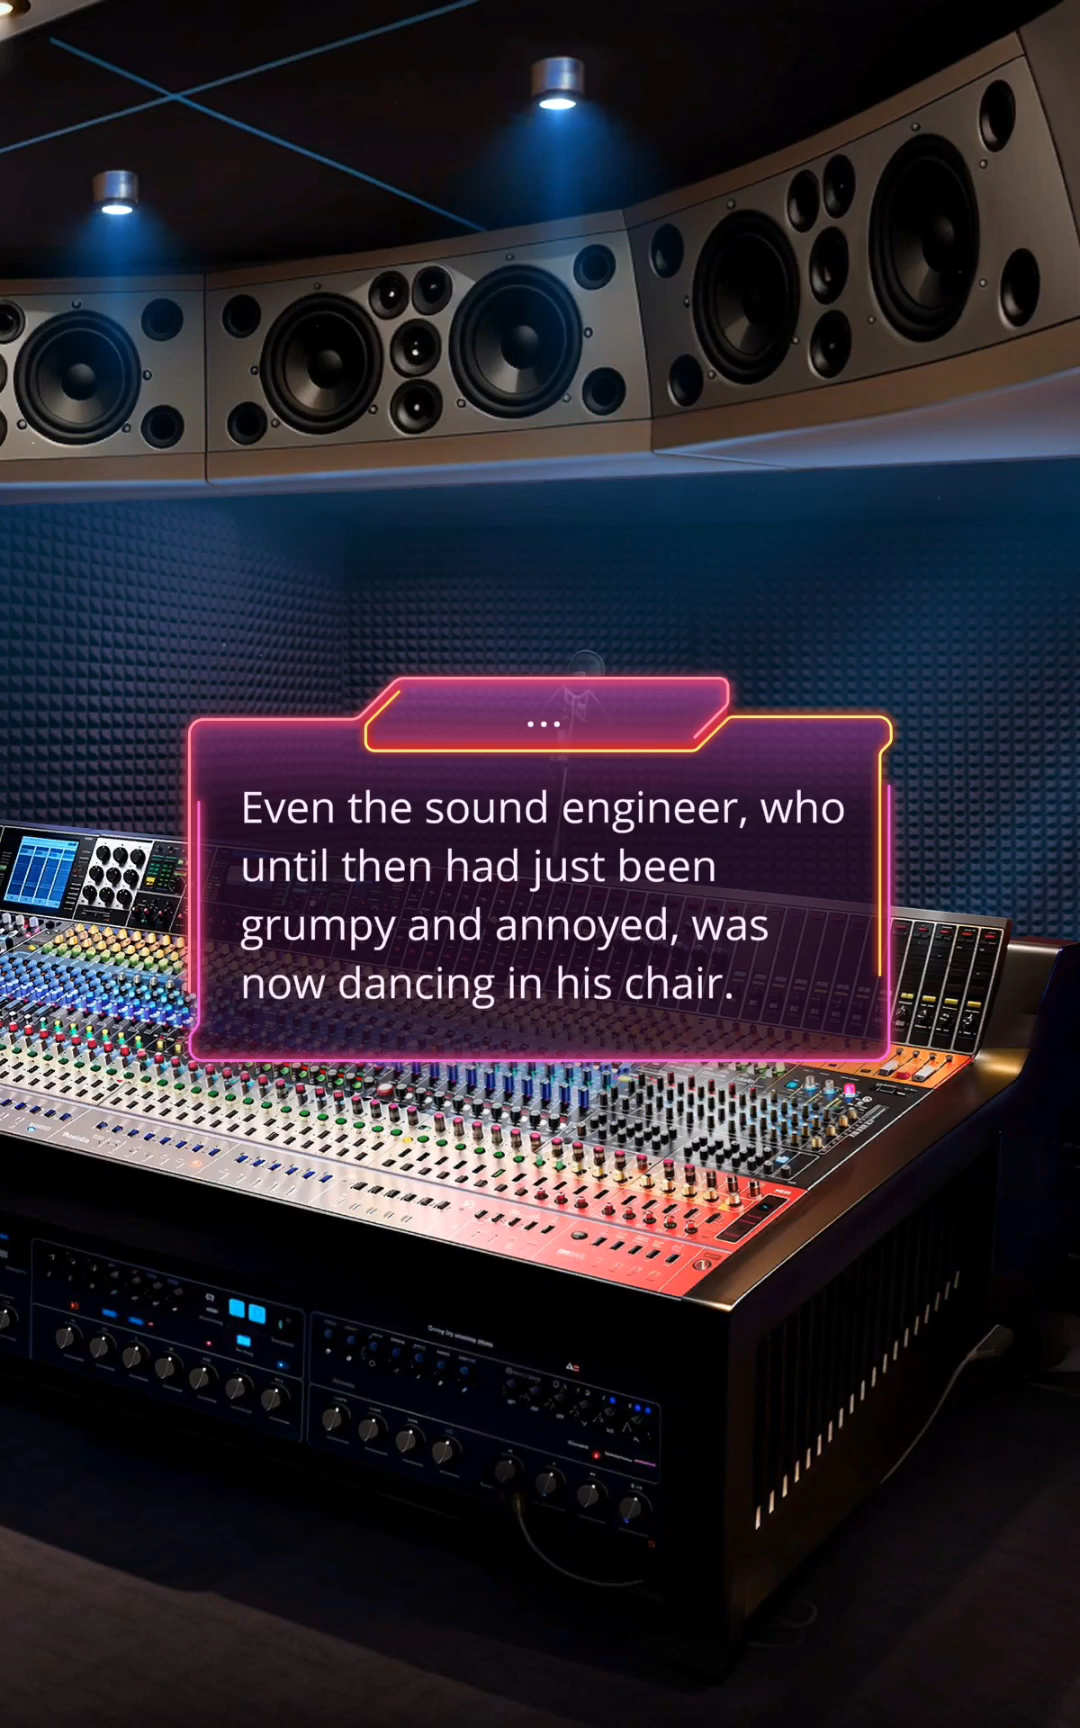 ...
Even the sound engineer, who
until then had just been
grumpy and annoyed, was
now dancing in his chair.